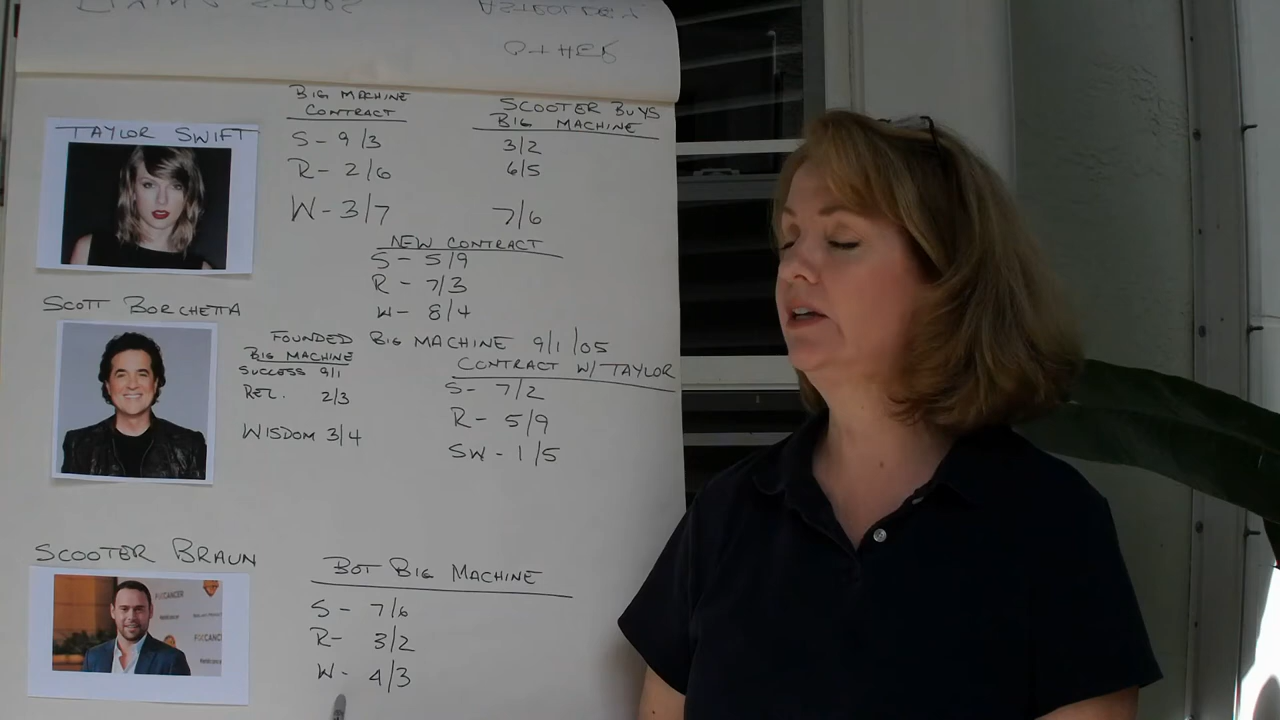 OTHER
TAYLOR SWIFT
BIG MACHINE
CONTRACT
S - 9/3
R - 2/6
W - 3/7
SCOOTER BUYS
BIG MACHINE
3/2
6/5
7/6
NEW CONTRACT
S - 5/9
R - 7/3
W - 8/4
SCOTT BORCHETTA
FOUNDED BIG MACHINE 9/1/05
BIG MACHINE
SUCCESS 9/1
REL. 2/3
WISDOM 3/4
CONTRACT W/TAYLOR
S - 7/2
R - 5/9
SW - 1/5
SCOOTER BRAUN
BOT BIG MACHINE
S - 7/6
R - 3/2
W - 4/3